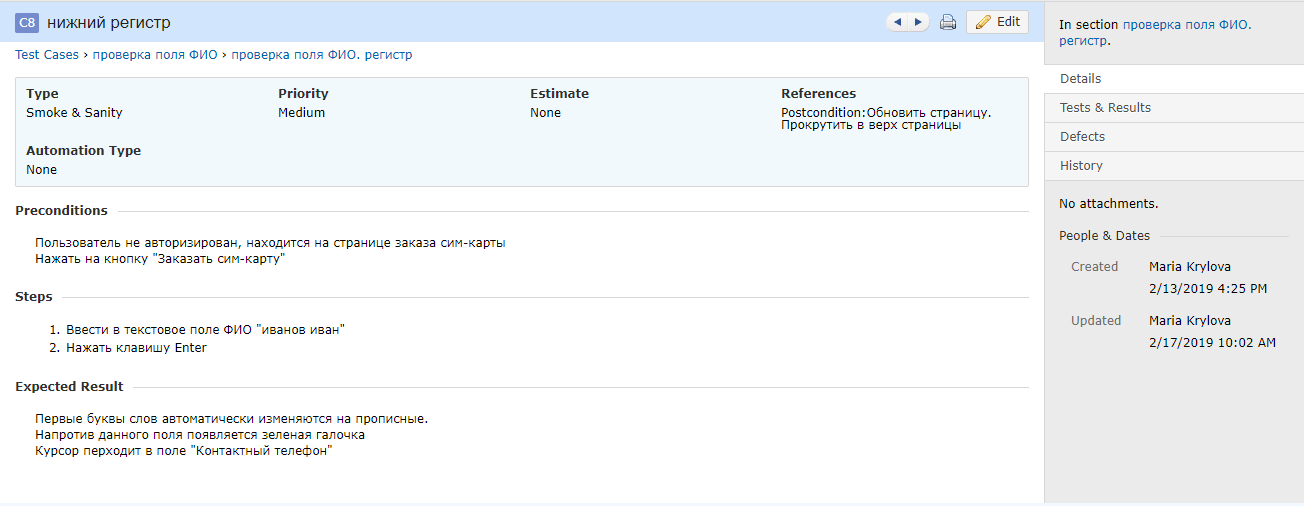 C8 нижний регистр
Edit
Test Cases › проверка поля ФИО › проверка поля ФИО. регистр
Type
Priority
Estimate
References
Smoke & Sanity
Medium
None
Postcondition:Обновить страницу.
Прокрутить в верх страницы
Automation Type
None
Preconditions
Пользователь не авторизирован, находится на странице заказа сим-карты
Нажать на кнопку "Заказать сим-карту"
Steps
1. Ввести в текстовое поле ФИО "иванов иван"
2. Нажать клавишу Enter
Expected Result
Первые буквы слов автоматически изменяются на прописные.
Напротив данного поля появляется зеленая галочка
Курсор перходит в поле "Контактный телефон"
In section проверка поля ФИО.
регистр.
Details
Tests & Results
Defects
History
No attachments.
People & Dates
Created Maria Krylova
2/13/2019 4:25 PM
Updated Maria Krylova
2/17/2019 10:02 AM